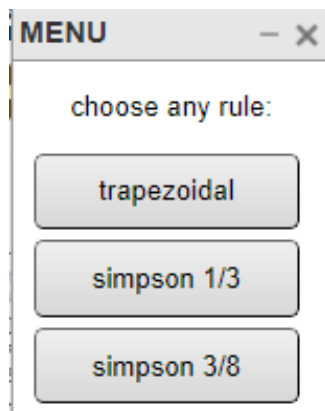 MENU
choose any rule:
trapezoidal
simpson 1/3
simpson 3/8